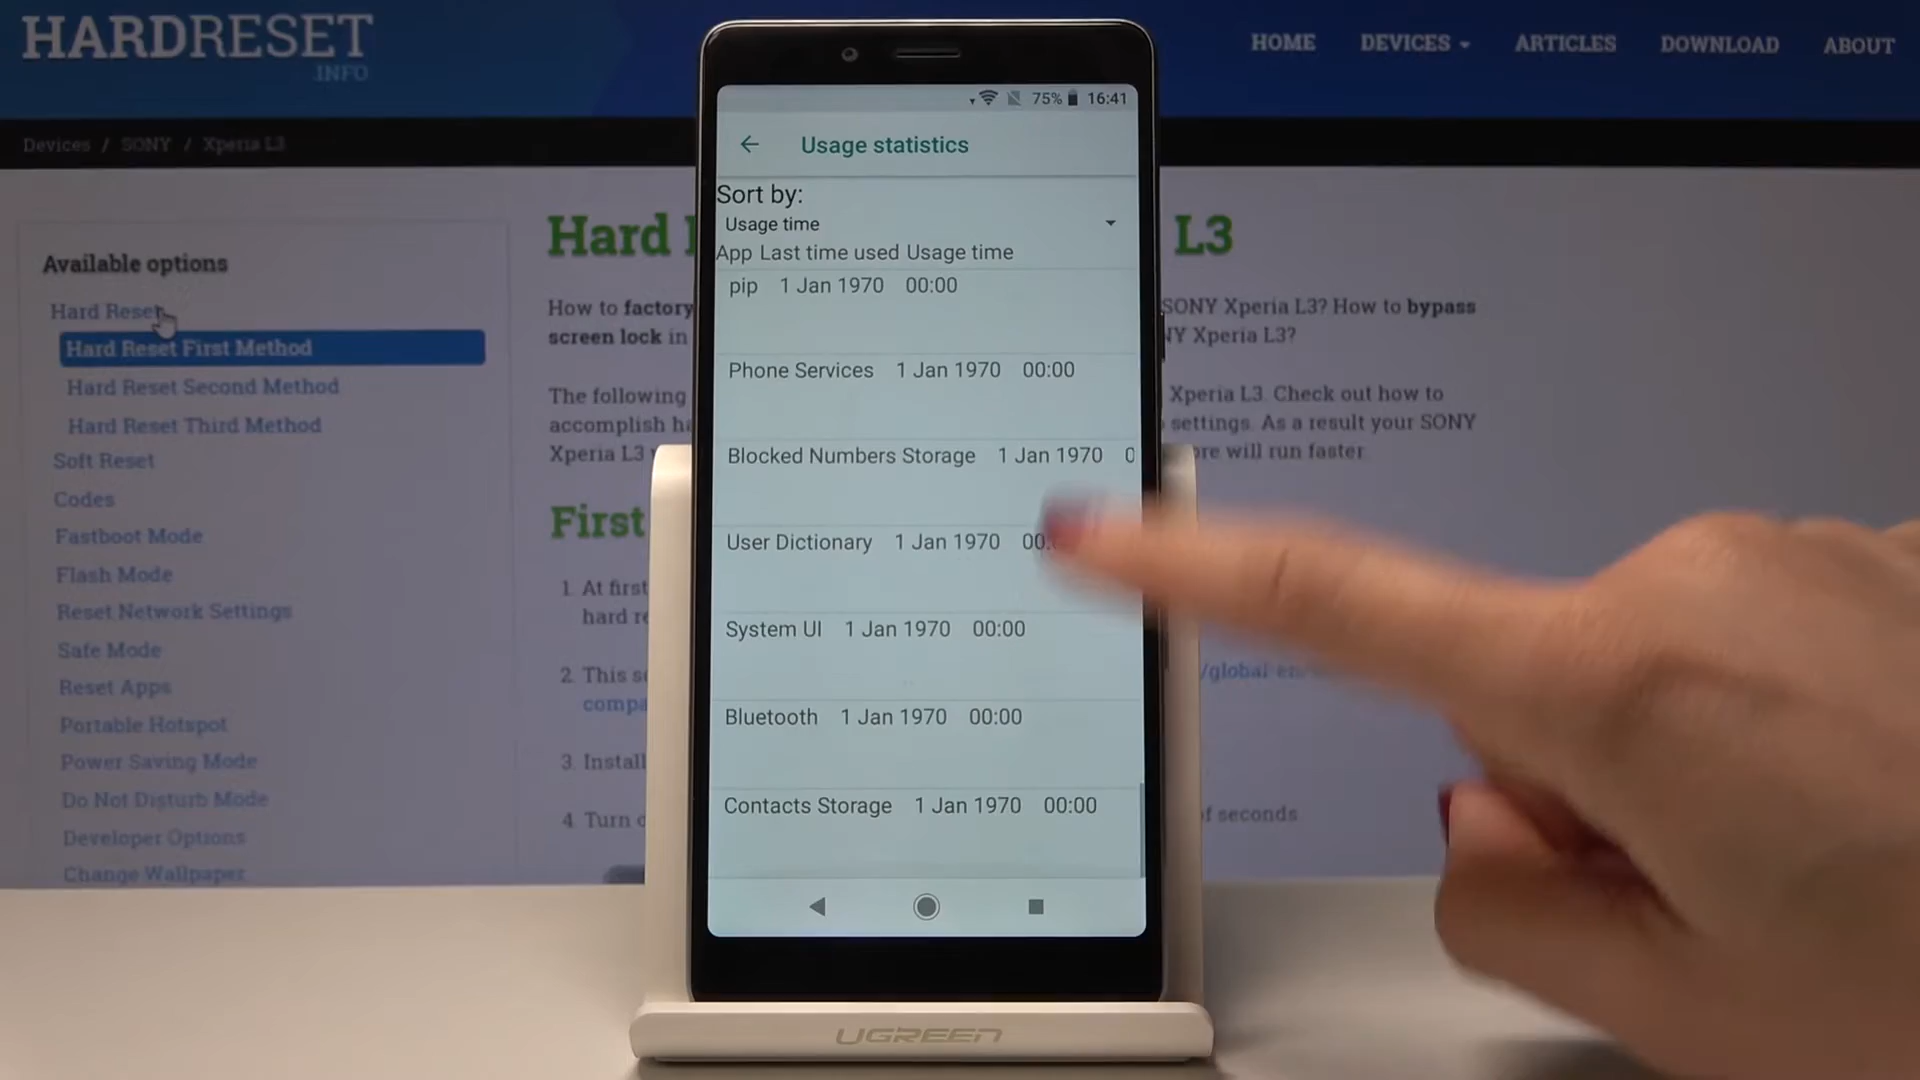 HARDRESET
.INFO
HOME DEVICES ARTICLES DOWNLOAD ABOUT
Devices / SONY / Xperia L3
Available options
Hard Reset
Hard Reset First Method
Hard Reset Second Method
Hard Reset Third Method
Soft Reset
Codes
Fastboot Mode
Flash Mode
Reset Network Settings
Safe Mode
Reset Apps
Portable Hotspot
Power Saving Mode
Do Not Disturb Mode
Developer Options
Change Wallpaper
Hard L3
How to factory SONY Xperia L3? How to bypass
screen lock in Xperia L3?
The following Xperia L3. Check out how to
accomplish settings. As a result your SONY
Xperia L3 will run faster.
First
1. At first
hard
2. This
/global-en/
3. Install
4. Turn of seconds
75% 16:41
Usage statistics
Sort by:
Usage time
App Last time used Usage time
pip 1 Jan 1970 00:00
Phone Services 1 Jan 1970 00:00
Blocked Numbers Storage 1 Jan 1970 0
User Dictionary 1 Jan 1970 00:
System UI 1 Jan 1970 00:00
Bluetooth 1 Jan 1970 00:00
Contacts Storage 1 Jan 1970 00:00
UGREEN